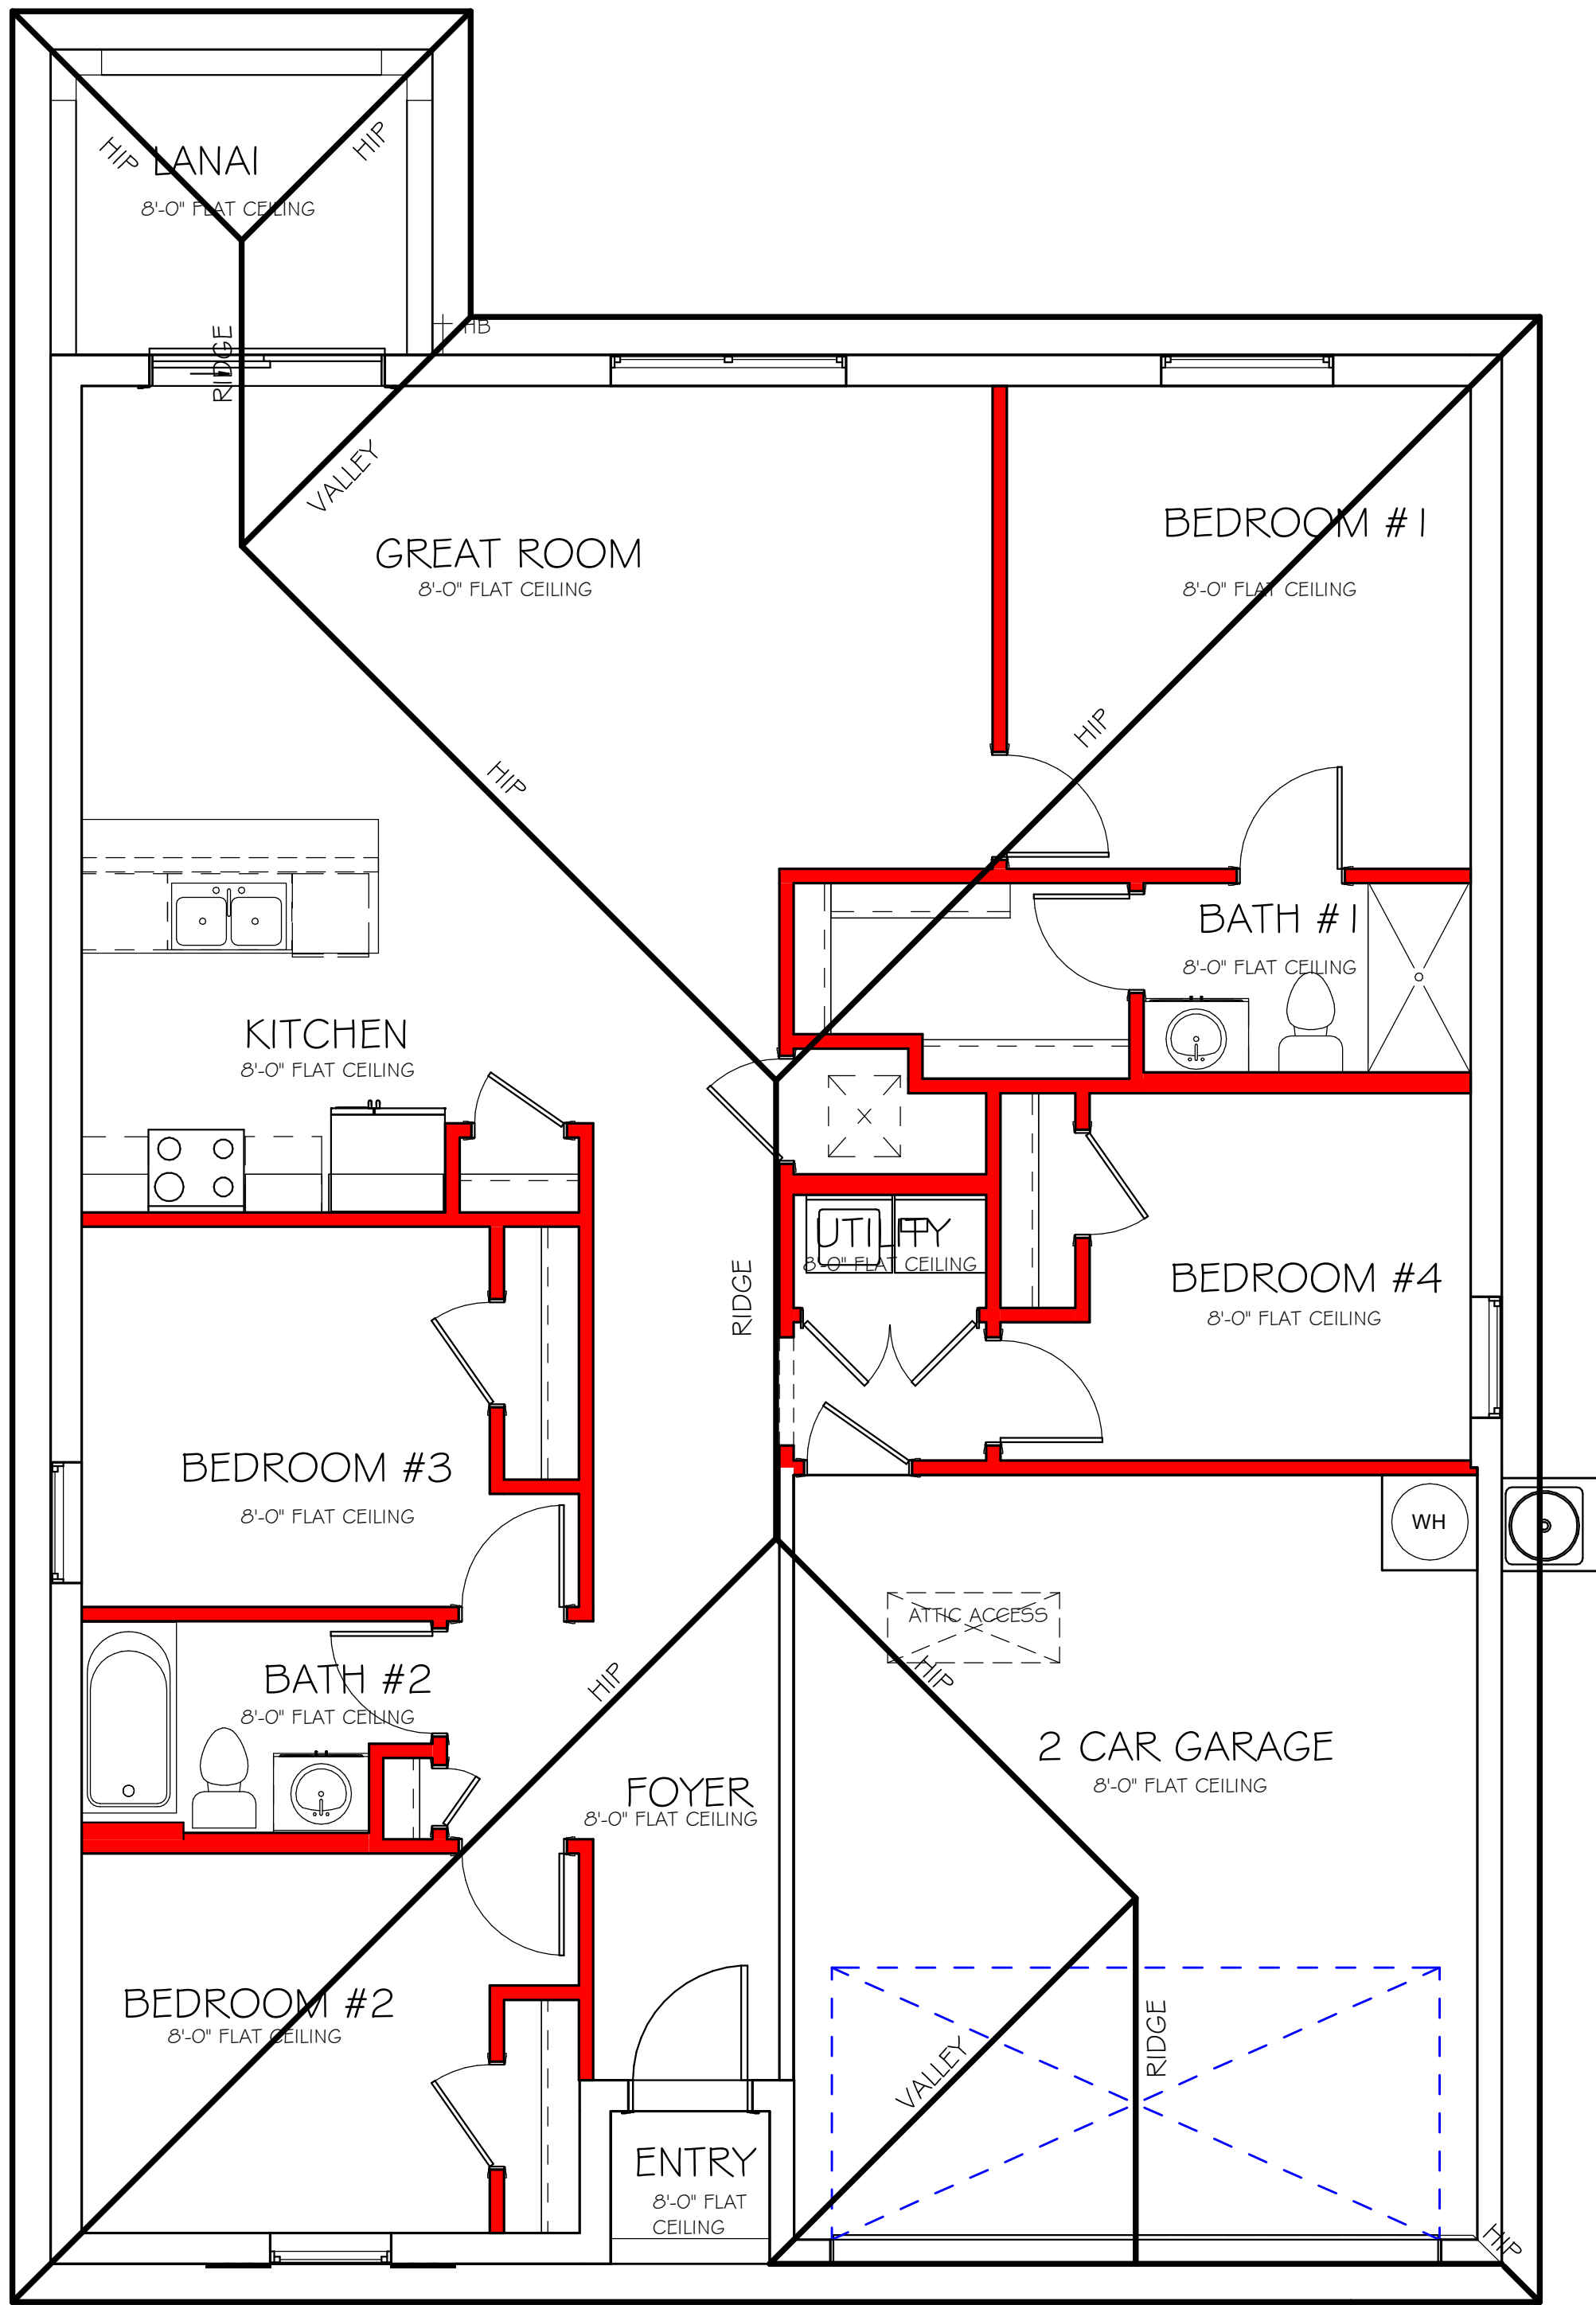 HIP
HIP
LANAI
8'-0" FLAT CEILING
RIDGE
HB
VALLEY
GREAT ROOM
8'-0" FLAT CEILING
BEDROOM #1
8'-0" FLAT CEILING
HIP
HIP
BATH #1
8'-0" FLAT CEILING
KITCHEN
8'-0" FLAT CEILING
UTILITY
8'-0" FLAT CEILING
RIDGE
BEDROOM #4
8'-0" FLAT CEILING
BEDROOM #3
8'-0" FLAT CEILING
WH
ATTIC ACCESS
HIP
HIP
BATH #2
8'-0" FLAT CEILING
2 CAR GARAGE
8'-0" FLAT CEILING
FOYER
8'-0" FLAT CEILING
BEDROOM #2
8'-0" FLAT CEILING
VALLEY
RIDGE
ENTRY
8'-0" FLAT
CEILING
HIP